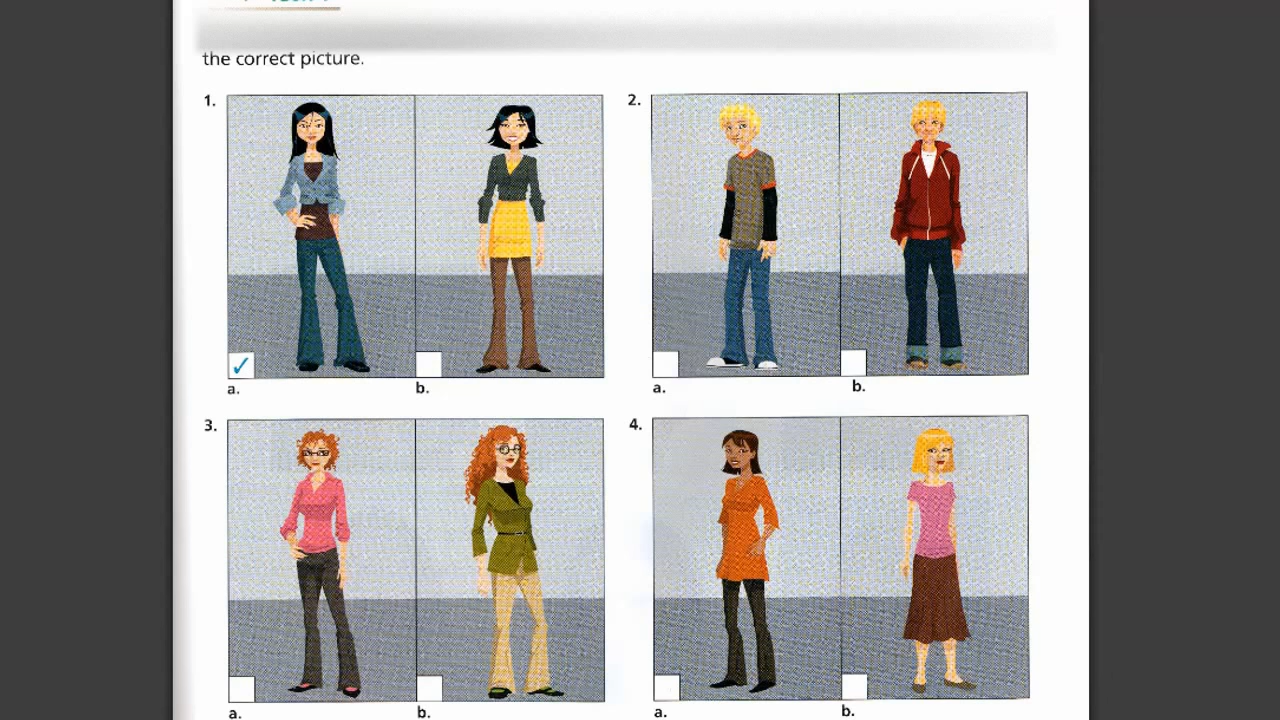 the correct picture.
1.
2.
✓
a.
b.
a.
b.
3.
4.
a.
b.
a.
b.